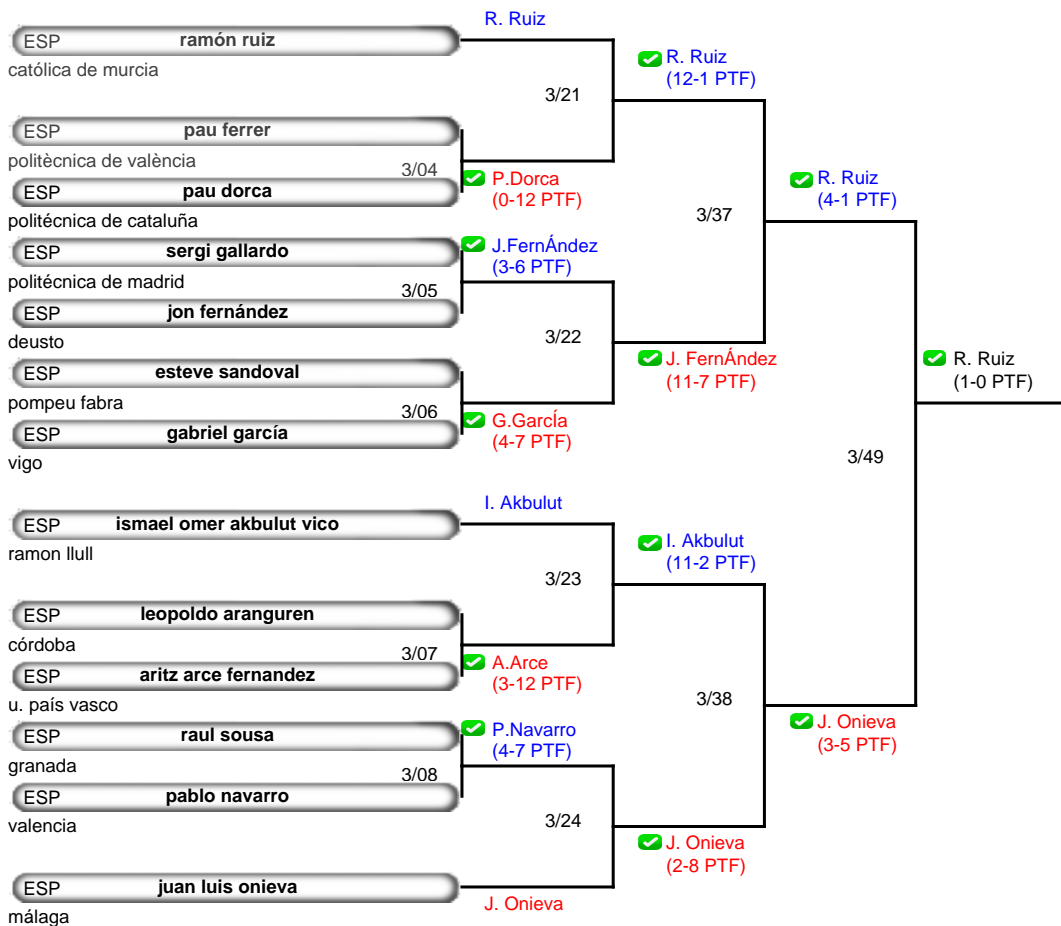 R. Ruiz
ESP ramón ruiz
católica de murcia
R. Ruiz
(12-1 PTF)
3/21
ESP pau ferrer
politècnica de valència
3/04
P.Dorca
(0-12 PTF)
ESP pau dorca
politécnica de cataluña
R. Ruiz
(4-1 PTF)
3/37
ESP sergi gallardo
politécnica de madrid
J.FernÁndez
(3-6 PTF)
3/05
ESP jon fernández
deusto
3/22
J. FernÁndez
(11-7 PTF)
ESP esteve sandoval
pompeu fabra
3/06
G.GarcÍa
(4-7 PTF)
ESP gabriel garcía
vigo
R. Ruiz
(1-0 PTF)
3/49
I. Akbulut
ESP ismael omer akbulut vico
ramon llull
I. Akbulut
(11-2 PTF)
3/23
ESP leopoldo aranguren
córdoba
3/07
A.Arce
(3-12 PTF)
ESP aritz arce fernandez
u. país vasco
3/38
J. Onieva
(3-5 PTF)
P.Navarro
(4-7 PTF)
ESP raul sousa
granada
3/08
ESP pablo navarro
valencia
3/24
J. Onieva
(2-8 PTF)
ESP juan luis onieva
málaga
J. Onieva